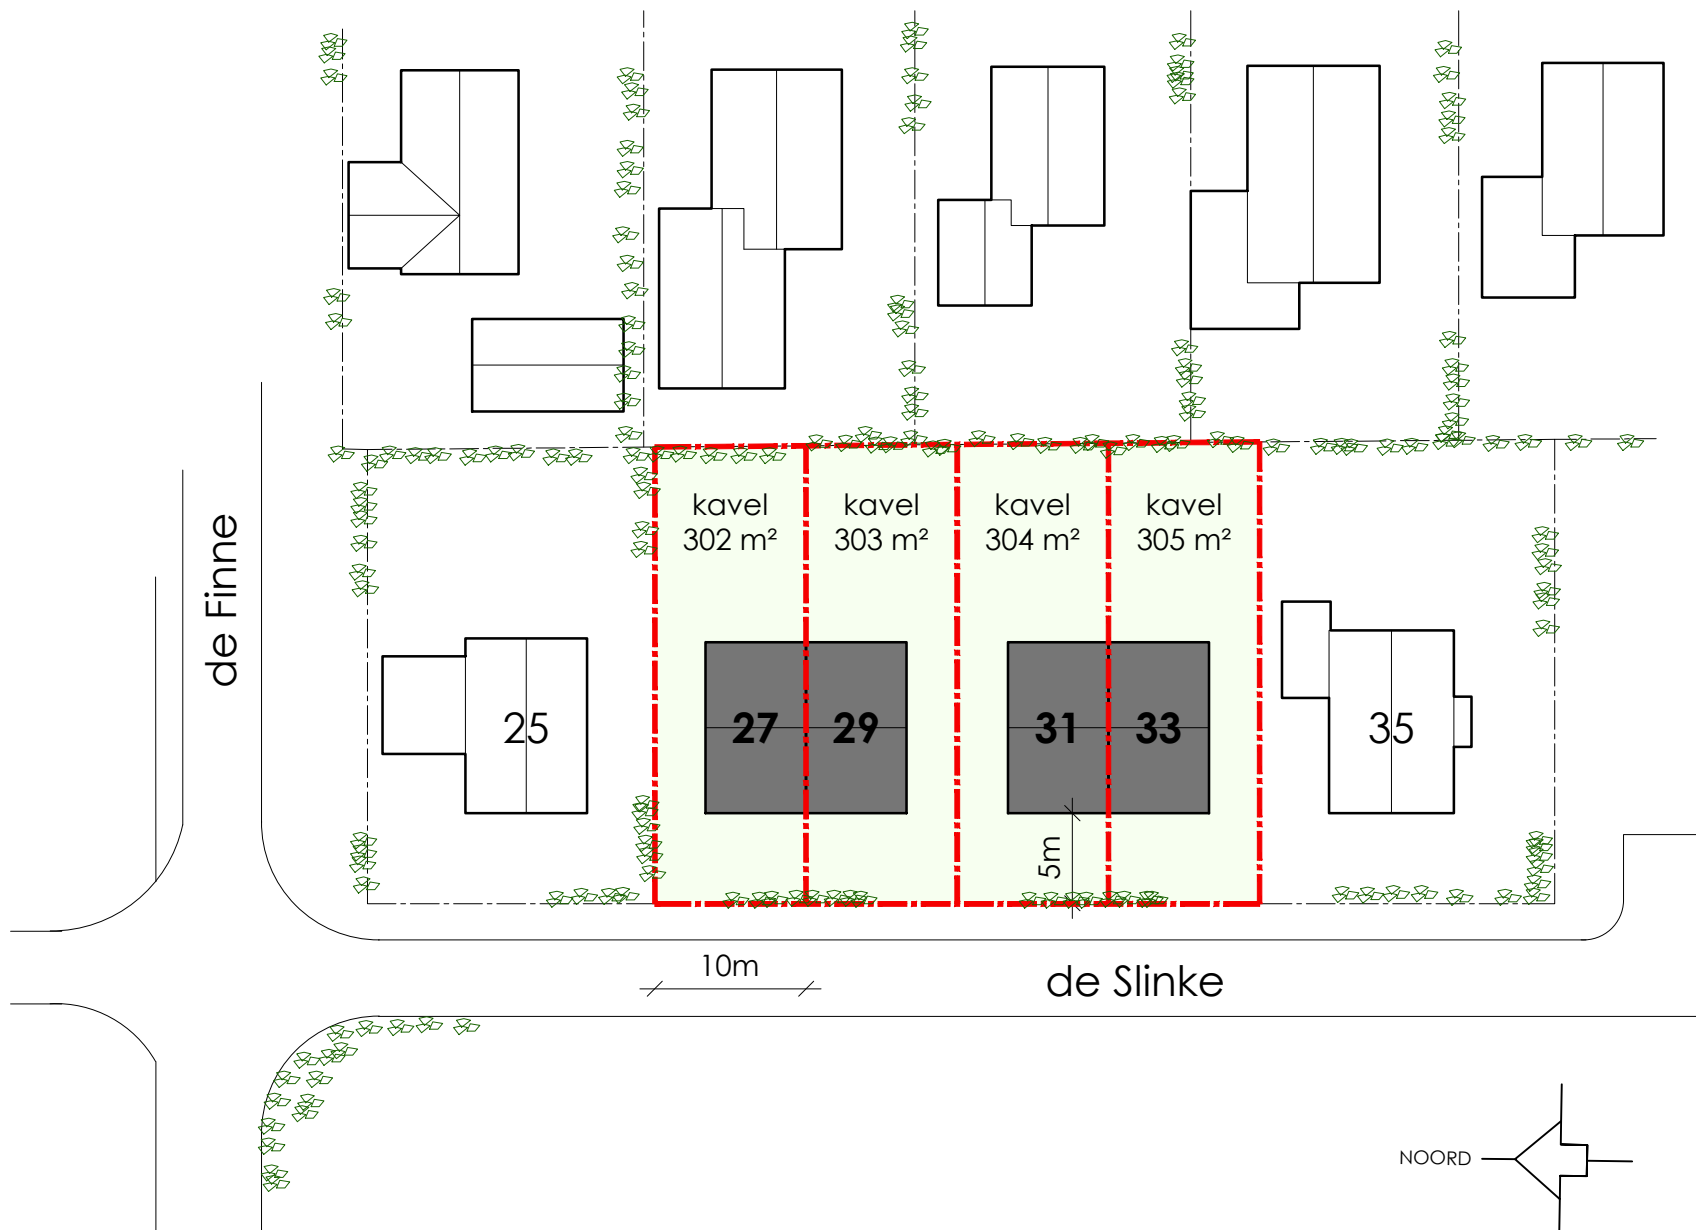 kavel
302 m²
kavel
303 m²
kavel
304 m²
kavel
305 m²
de Finne
25
27
29
31
33
35
5m
10m
de Slinke
NOORD